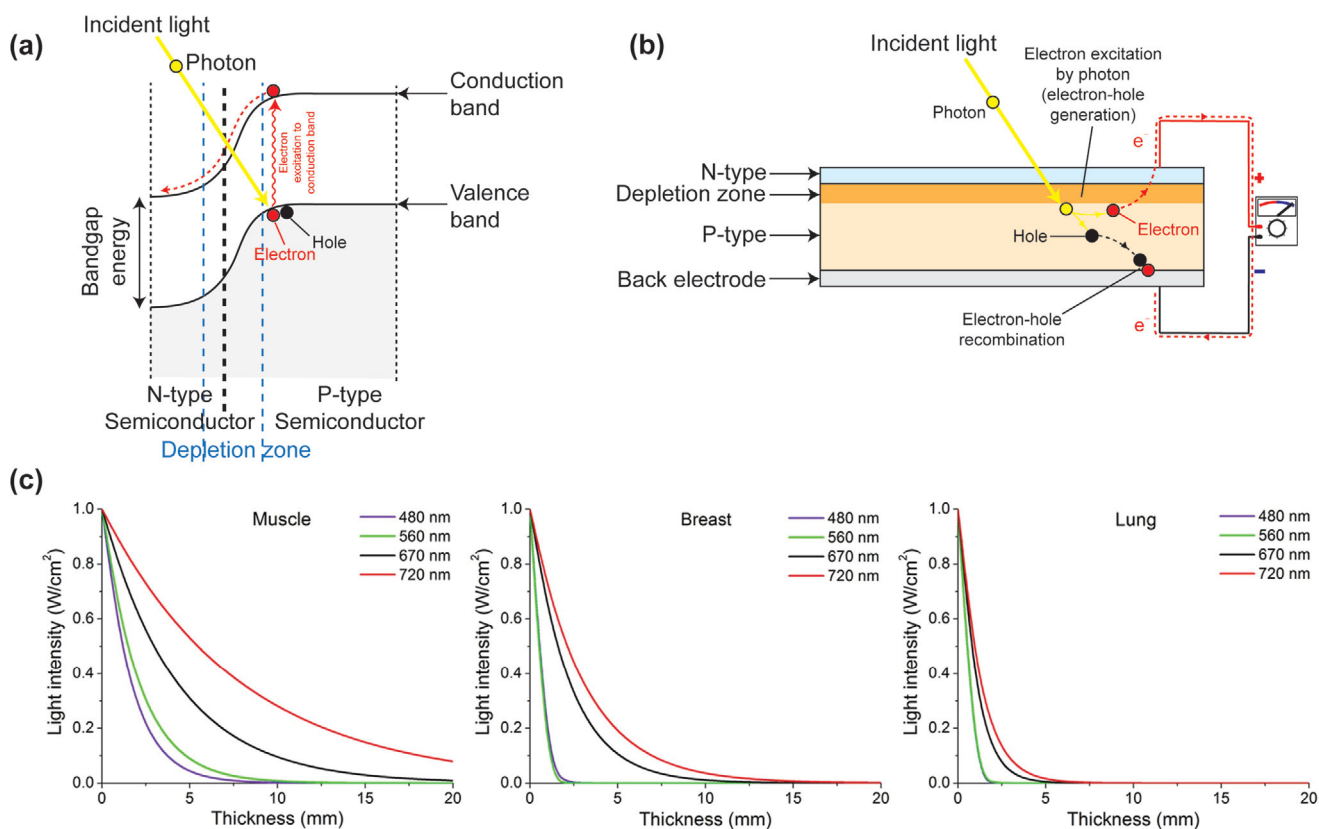 (a)
Incident light
Photon
Conduction
band
Electron
excitation to
conduction band
Valence
band
Bandgap
energy
Hole
Electron
N-type
Semiconductor
P-type
Semiconductor
Depletion zone
(b)
Incident light
Electron excitation
by photon
(electron-hole
generation)
Photon
e⁻
N-type
Depletion zone
P-type
Back electrode
Hole
Electron
+
−
Electron-hole
recombination
e⁻
(c)
Light intensity (W/cm²)
1.0
0.8
0.6
0.4
0.2
0.0
Muscle
480 nm
560 nm
670 nm
720 nm
0 5 10 15 20
Thickness (mm)
Light intensity (W/cm²)
1.0
0.8
0.6
0.4
0.2
0.0
Breast
480 nm
560 nm
670 nm
720 nm
0 5 10 15 20
Thickness (mm)
Light intensity (W/cm²)
1.0
0.8
0.6
0.4
0.2
0.0
Lung
480 nm
560 nm
670 nm
720 nm
0 5 10 15 20
Thickness (mm)